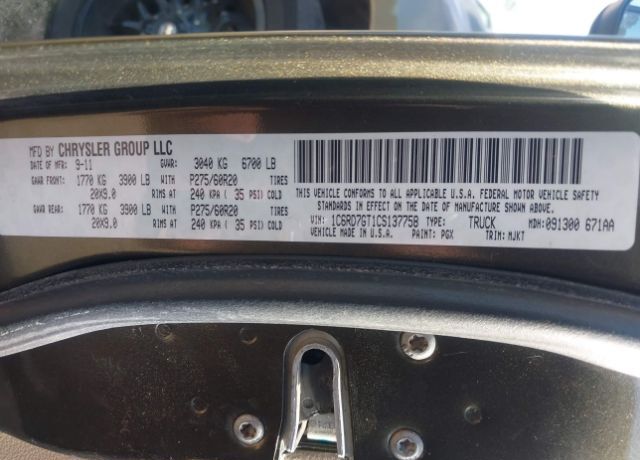 MFD BY CHRYSLER GROUP LLC
DATE OF MFR: 9-11 GVWR: 3040 KG 6700 LB
GAWR FRONT: 1770 KG 3900 LB WITH P275/60R20 TIRES
20X9.0 RIMS AT 240 KPA ( 35 PSI) COLD
GAWR REAR: 1770 KG 3900 LB WITH P275/60R20 TIRES
20X9.0 RIMS AT 240 KPA ( 35 PSI) COLD
THIS VEHICLE CONFORMS TO ALL APPLICABLE U.S.A. FEDERAL MOTOR VEHICLE SAFETY
STANDARDS IN EFFECT ON THE DATE OF MANUFACTURE SHOWN ABOVE.
VIN: 1C6RD7GT1CS137758 TYPE: TRUCK MDH: 091300 671AA
VEHICLE MADE IN U.S.A. PAINT: PGX TRIM: MJKT